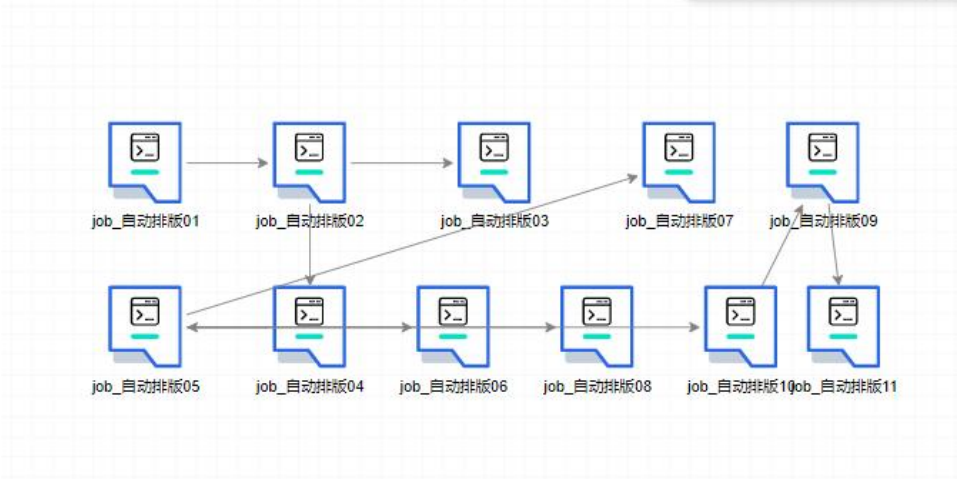 job_自动排版01
job_自动排版02
job_自动排版03
job_自动排版07
job_自动排版09
job_自动排版05
job_自动排版04
job_自动排版06
job_自动排版08
job_自动排版10
job_自动排版11